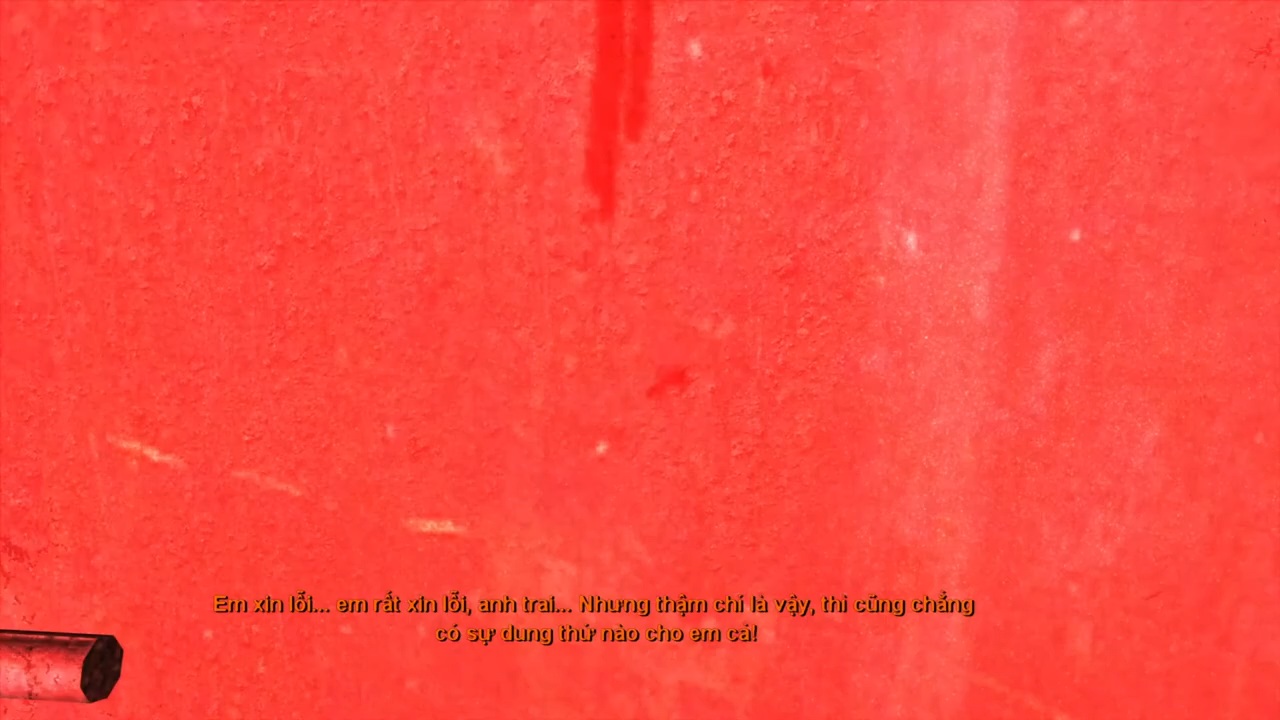 Em xin lỗi... em rất xin lỗi, anh trai... Nhưng thậm chí là vậy, thì cũng chẳng
có sự dung thứ nào cho em cả!